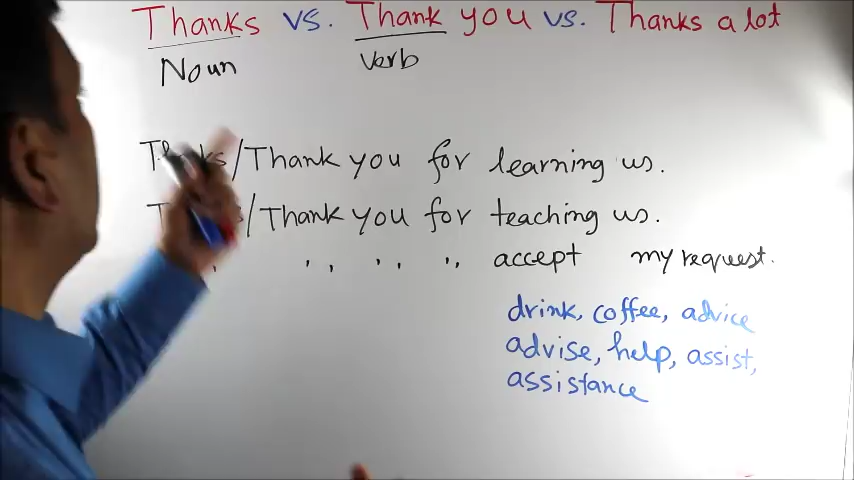 Thanks vs. Thank you vs. Thanks a lot
Noun Verb
/Thank you for learning us.
/Thank you for teaching us.
accept my request.
drink, coffee, advice
advise, help, assist,
assistance